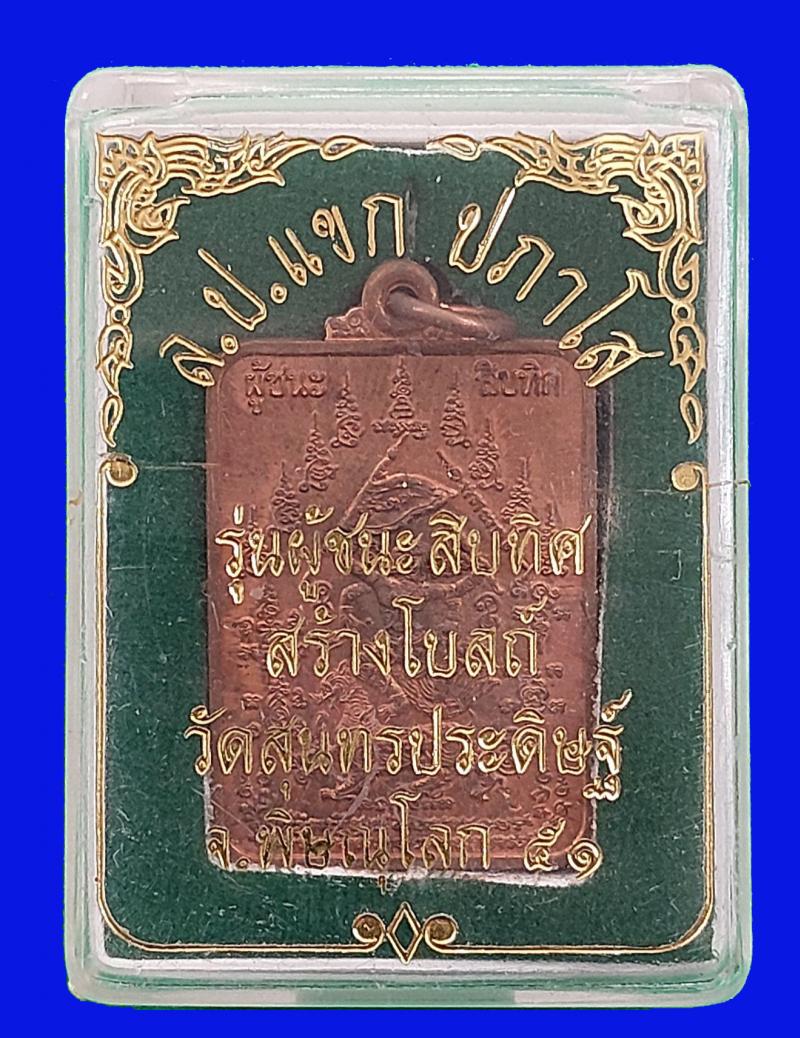 ล.ป.แขก ปภาโส
ผู้ชนะ สิบทิศ
รุ่นผู้ชนะสิบทิศ
สร้างโบสถ์
วัดสุนทรประดิษฐ์
จ.พิษณุโลก ๕๑